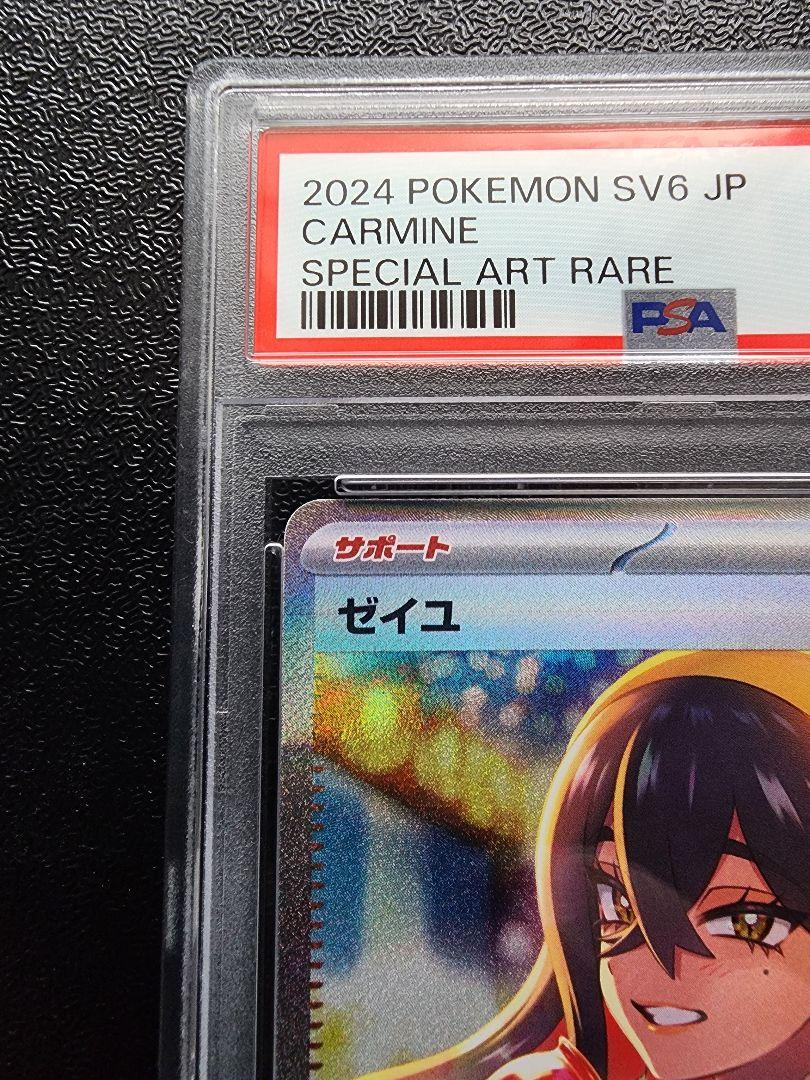 2024 POKEMON SV6 JP
CARMINE
SPECIAL ART RARE
PSA
サポート
ゼイユ